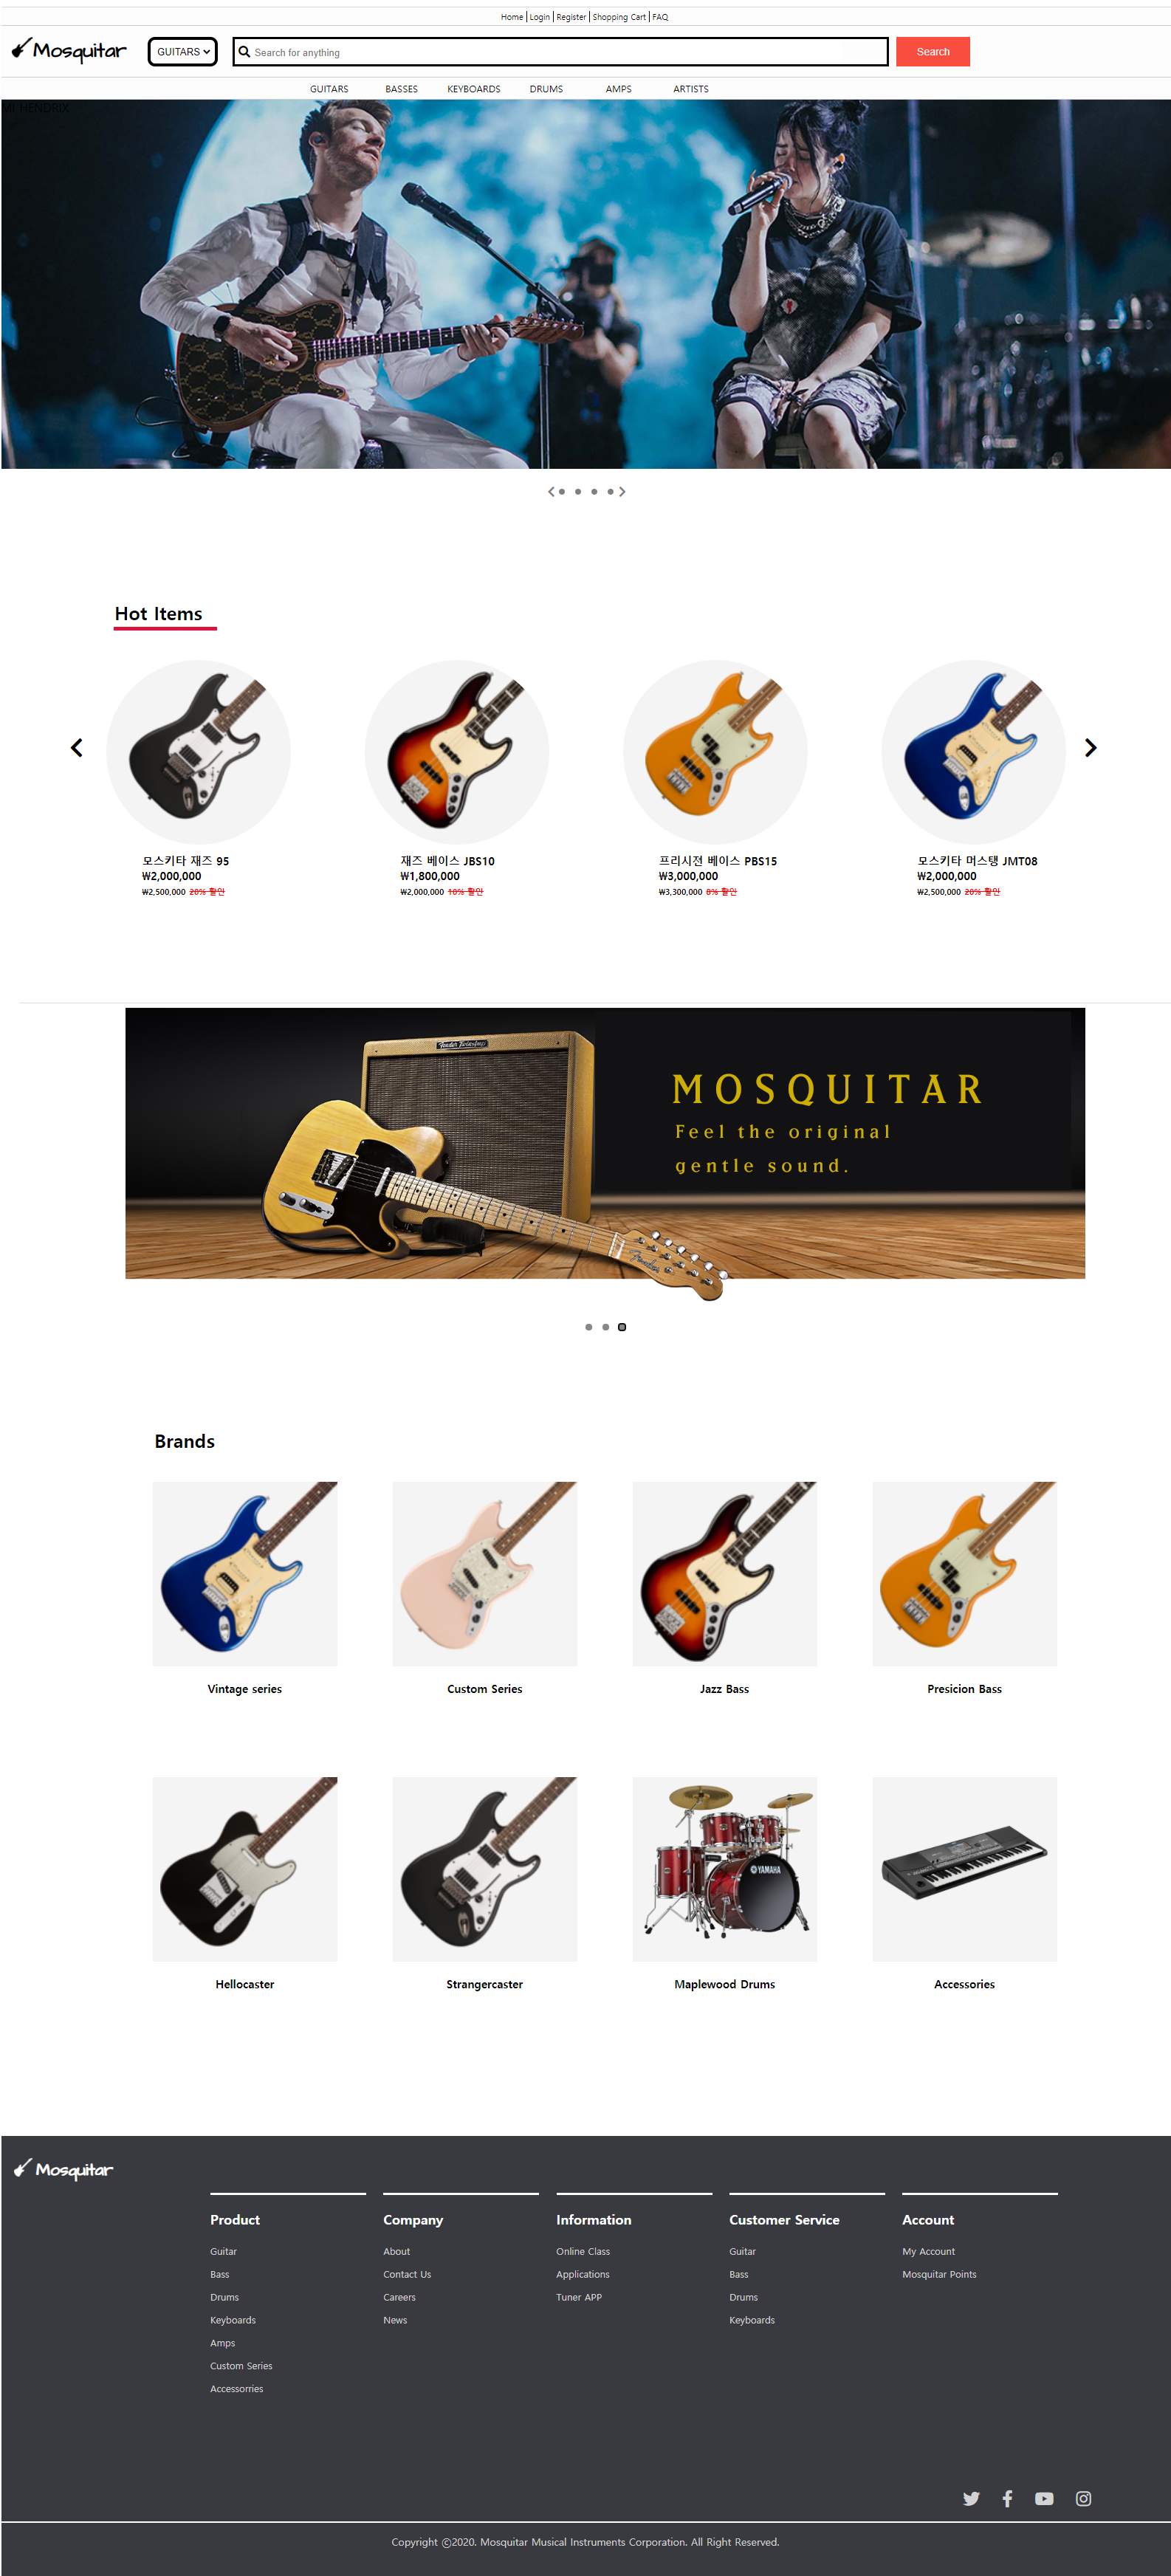 Home | Login | Register | Shopping Cart | FAQ
Mosquitar
GUITARS
Search for anything
Search
GUITARS BASSES KEYBOARDS DRUMS AMPS ARTISTS
HENDRIX
Hot Items
모스키타 재즈 95
₩2,000,000
₩2,500,000 20% 할인
재즈 베이스 JBS10
₩1,800,000
₩2,000,000 10% 할인
프리시전 베이스 PBS15
₩3,000,000
₩3,300,000 8% 할인
모스키타 머스탱 JMT08
₩2,000,000
₩2,500,000 20% 할인
Fender
MOSQUITAR
Feel the original
gentle sound.
Fender
Brands
Vintage series
Custom Series
Jazz Bass
Presicion Bass
YAMAHA
Hellocaster
Strangercaster
Maplewood Drums
Accessories
Mosquitar
Product
Guitar
Bass
Drums
Keyboards
Amps
Custom Series
Accessorries
Company
About
Contact Us
Careers
News
Information
Online Class
Applications
Tuner APP
Customer Service
Guitar
Bass
Drums
Keyboards
Account
My Account
Mosquitar Points
Copyright ©2020. Mosquitar Musical Instruments Corporation. All Right Reserved.